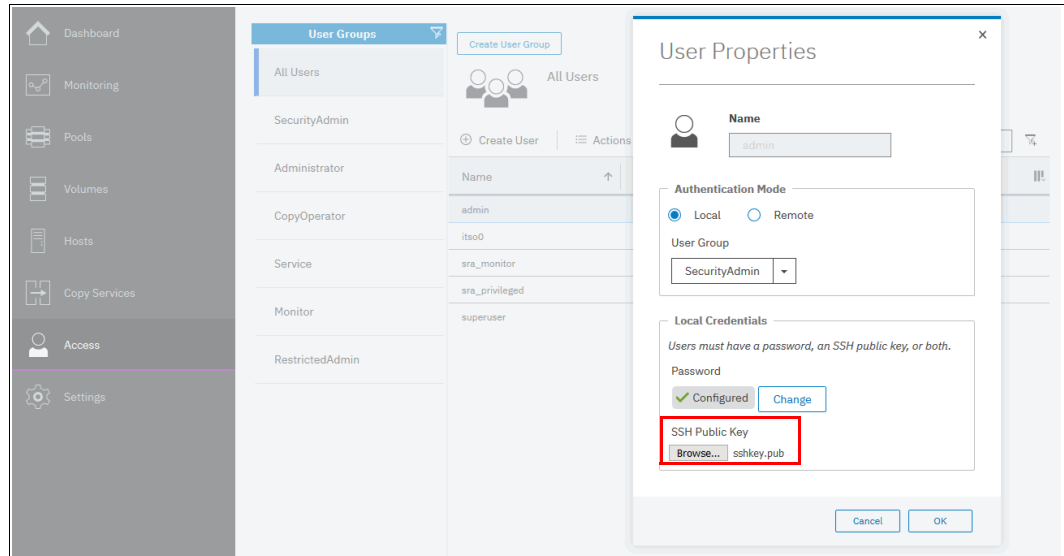 Dashboard
Monitoring
Pools
Volumes
Hosts
Copy Services
Access
Settings
User Groups
All Users
SecurityAdmin
Administrator
CopyOperator
Service
Monitor
RestrictedAdmin
Create User Group
All Users
Create User
Actions
Name
admin
itso0
sra_monitor
sra_privileged
superuser
User Properties
Name
admin
Authentication Mode
Local Remote
User Group
SecurityAdmin
Local Credentials
Users must have a password, an SSH public key, or both.
Password
Configured Change
SSH Public Key
Browse... sshkey.pub
Cancel OK